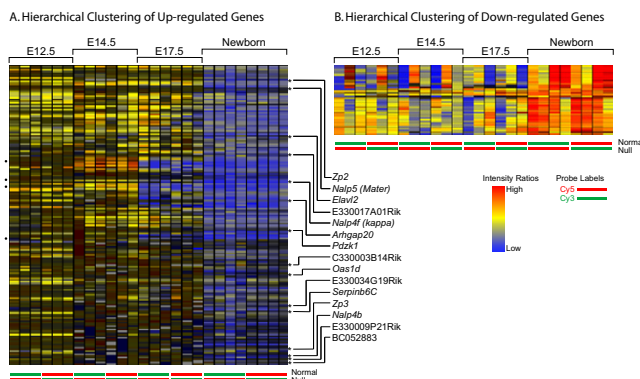 A. Hierarchical Clustering of Up-regulated Genes
E12.5
E14.5
E17.5
Newborn
Zp2
Nalp5 (Mater)
Elavl2
E330017A01Rik
Nalp4f (kappa)
Arhgap20
Pdzk1
C330003B14Rik
Oas1d
E330034G19Rik
Serpinb6C
Zp3
Nalp4b
E330009P21Rik
BC052883
Normal
Null
B. Hierarchical Clustering of Down-regulated Genes
E12.5
E14.5
E17.5
Newborn
Normal
Null
Intensity Ratios
High
Low
Probe Labels
Cy5
Cy3